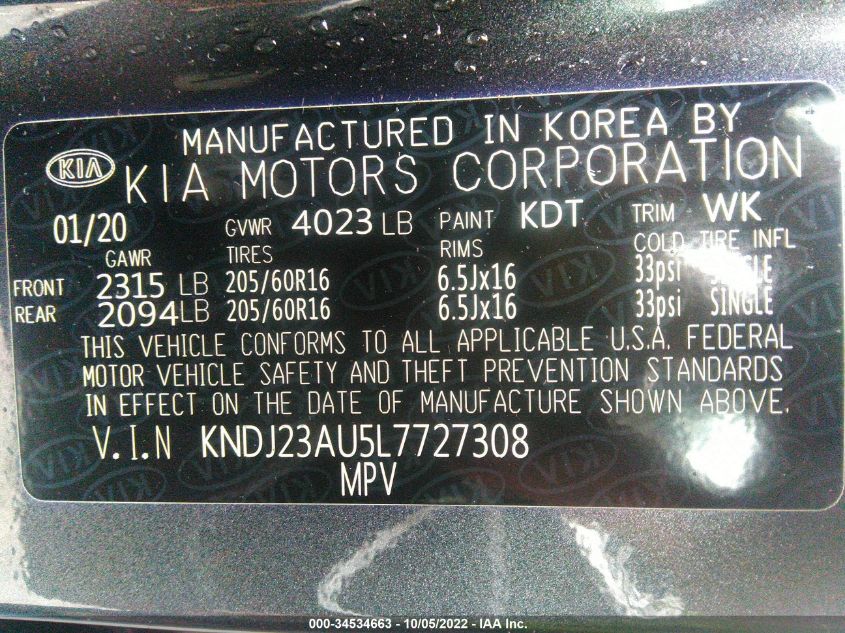 MANUFACTURED IN KOREA BY
KIA KIA MOTORS CORPORATION
01/20 GVWR 4023 LB PAINT KDT TRIM WK
GAWR TIRES RIMS COLD TIRE INFL
FRONT 2315 LB 205/60R16 6.5Jx16 33psi SINGLE
REAR 2094LB 205/60R16 6.5Jx16 33psi SINGLE
THIS VEHICLE CONFORMS TO ALL APPLICABLE U.S.A. FEDERAL
MOTOR VEHICLE SAFETY AND THEFT PREVENTION STANDARDS
IN EFFECT ON THE DATE OF MANUFACTURE SHOWN ABOVE.
V.I.N KNDJ23AU5L7727308
MPV
000-34534663 - 10/05/2022 - IAA Inc.